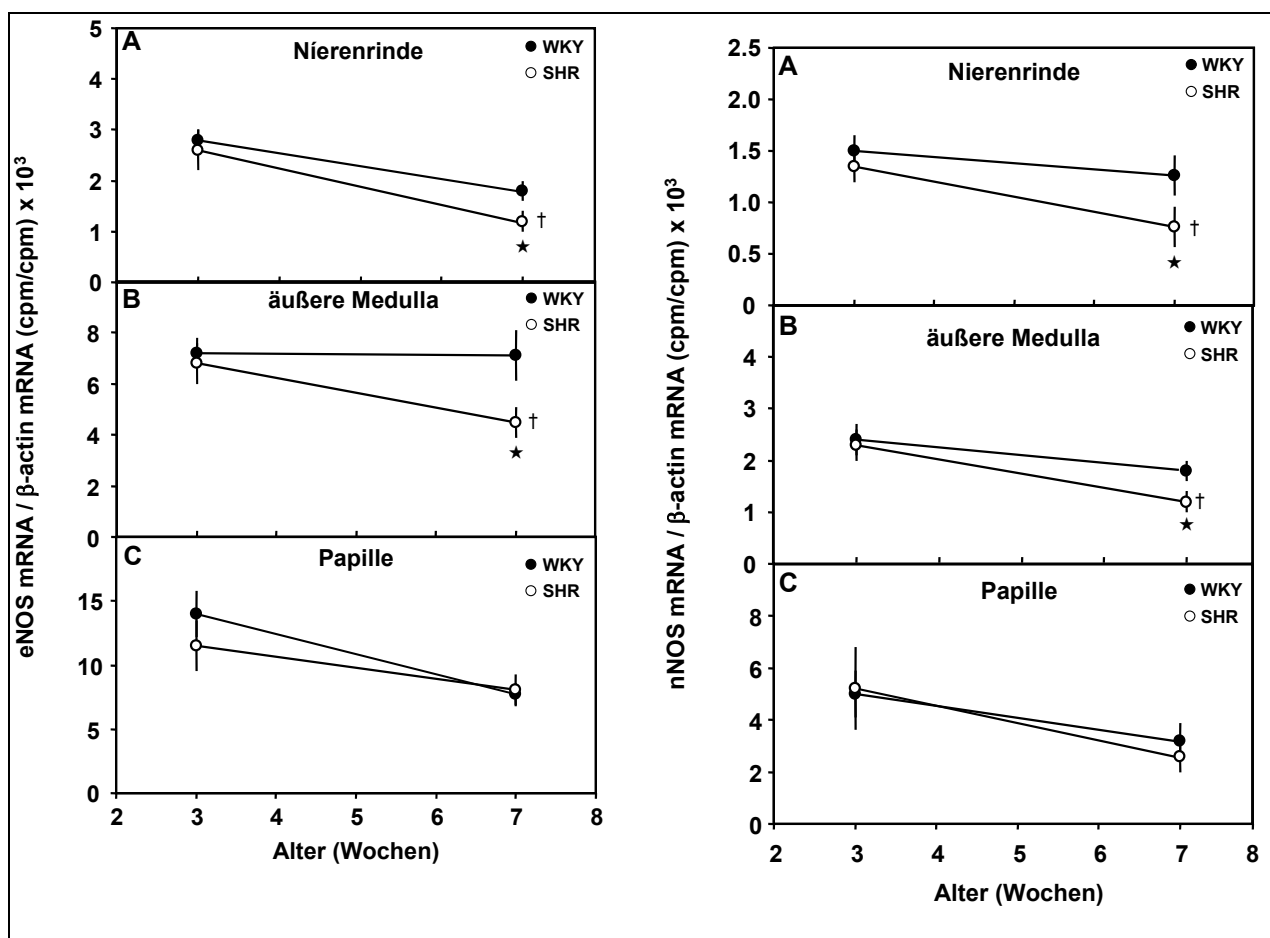 eNOS mRNA / β-actin mRNA (cpm/cpm) x 10³
A
Níerenrinde
WKY
SHR
5
4
3
2
1
0
†
★
B
äußere Medulla
WKY
SHR
8
6
4
2
0
†
★
C
Papille
WKY
SHR
15
10
5
0
2 3 4 5 6 7 8
Alter (Wochen)
nNOS mRNA / β-actin mRNA (cpm/cpm) x 10³
A
Nierenrinde
WKY
SHR
2.5
2.0
1.5
1.0
0.5
0
†
★
B
äußere Medulla
WKY
SHR
4
3
2
1
0
†
★
C
Papille
WKY
SHR
8
6
4
2
0
2 3 4 5 6 7 8
Alter (Wochen)